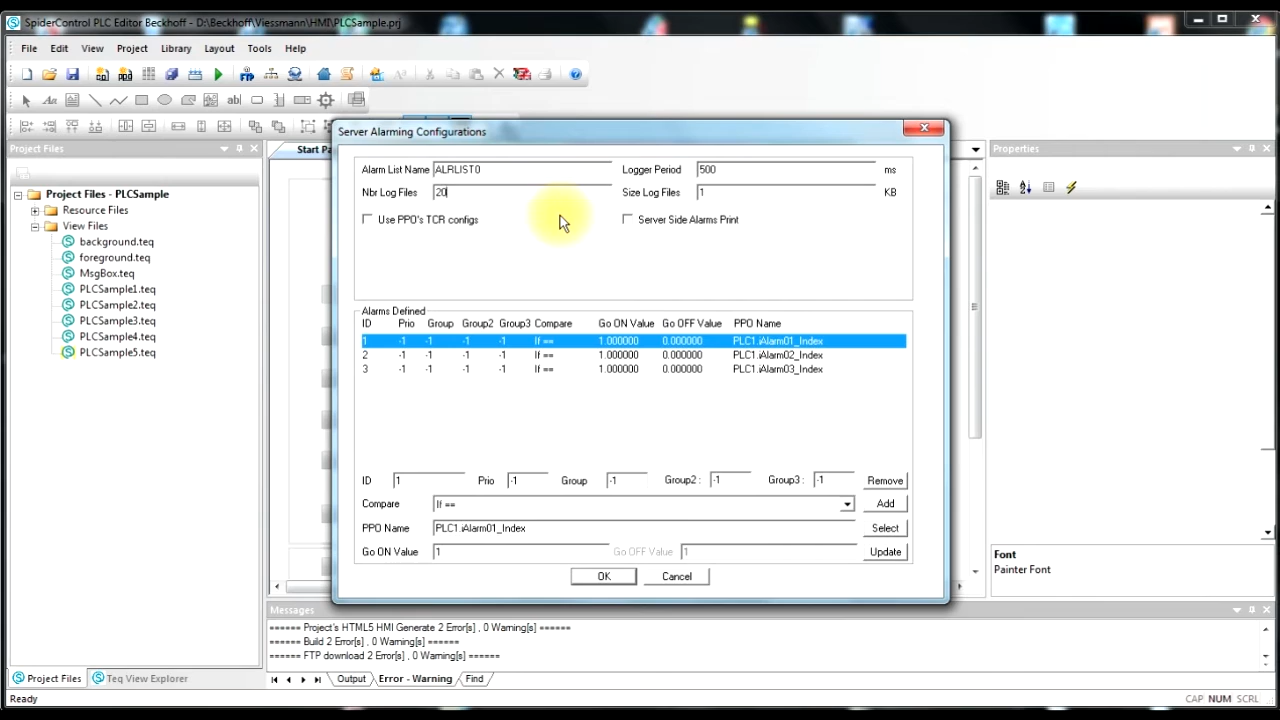 SpiderControl PLC Editor Beckhoff - D:\Beckhoff\Viessmann\HMI\PLCSample.prj
File Edit View Project Library Layout Tools Help
Project Files
Start Pa
Properties
Project Files - PLCSample
Resource Files
View Files
background.teq
foreground.teq
MsgBox.teq
PLCSample1.teq
PLCSample2.teq
PLCSample3.teq
PLCSample4.teq
PLCSample5.teq
Project Files Teq View Explorer
Server Alarming Configurations
Alarm List Name ALRLIST0 Logger Period 500 ms
Nbr Log Files 20 Size Log Files 1 KB
Use PPO's TCR configs Server Side Alarms Print
Alarms Defined
ID Prio Group Group2 Group3 Compare Go ON Value Go OFF Value PPO Name
1 -1 -1 -1 -1 If == 1.000000 0.000000 PLC1.iAlarm01_Index
2 -1 -1 -1 -1 If == 1.000000 0.000000 PLC1.iAlarm02_Index
3 -1 -1 -1 -1 If == 1.000000 0.000000 PLC1.iAlarm03_Index
ID 1 Prio -1 Group -1 Group2 : -1 Group3 : -1 Remove
Compare If == Add
PPO Name PLC1.iAlarm01_Index Select
Go ON Value 1 Go OFF Value 1 Update
OK Cancel
Font
Painter Font
Messages
====== Project's HTML5 HMI Generate 2 Error[s] , 0 Warning[s] ======
====== Build 2 Error[s] , 0 Warning[s] ======
====== FTP download 2 Error[s] , 0 Warning[s] ======
Output Error - Warning Find
Ready CAP NUM SCRL